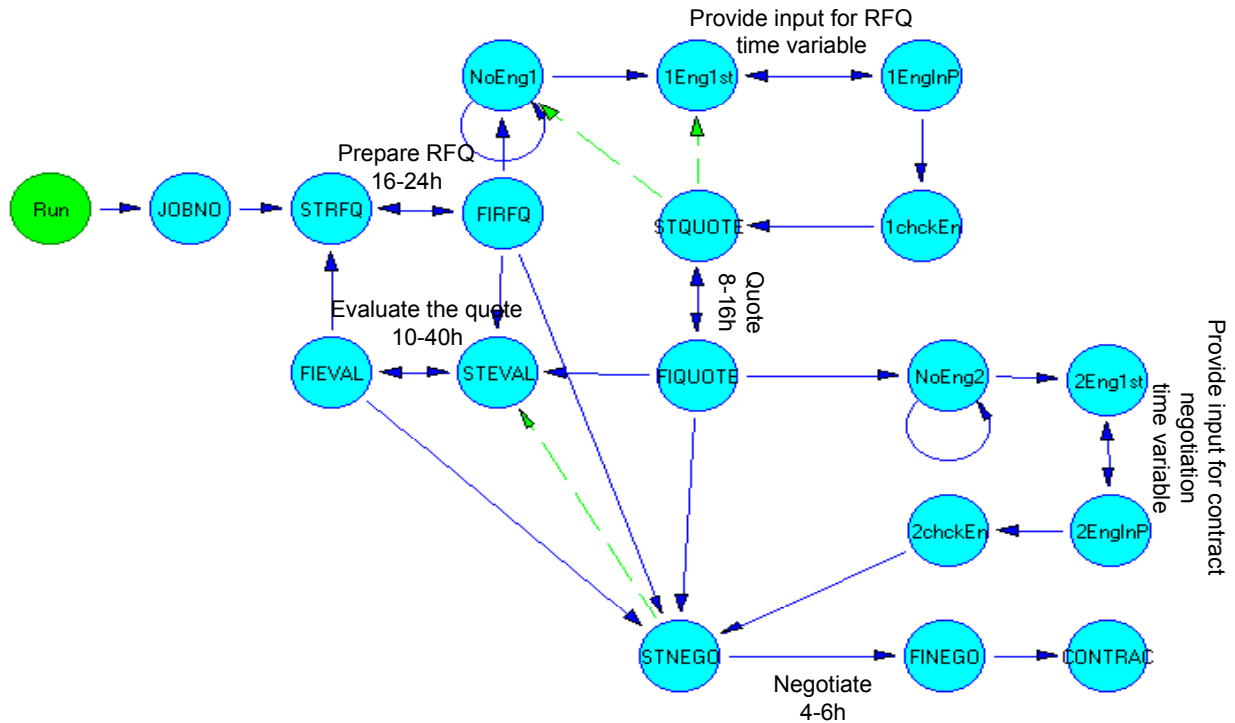 Provide input for RFQ
time variable
NoEng1
1Eng1st
1EngInP
Prepare RFQ
16-24h
Run
JOBNO
STRFQ
FIRFQ
STQUOTE
1chckEn
Quote
8-16h
Evaluate the quote
10-40h
FIEVAL
STEVAL
FIQUOTE
NoEng2
2Eng1st
Provide input for contract
negotiation
time variable
2chckEn
2EngInP
STNEGO
FINEGO
CONTRAC
Negotiate
4-6h